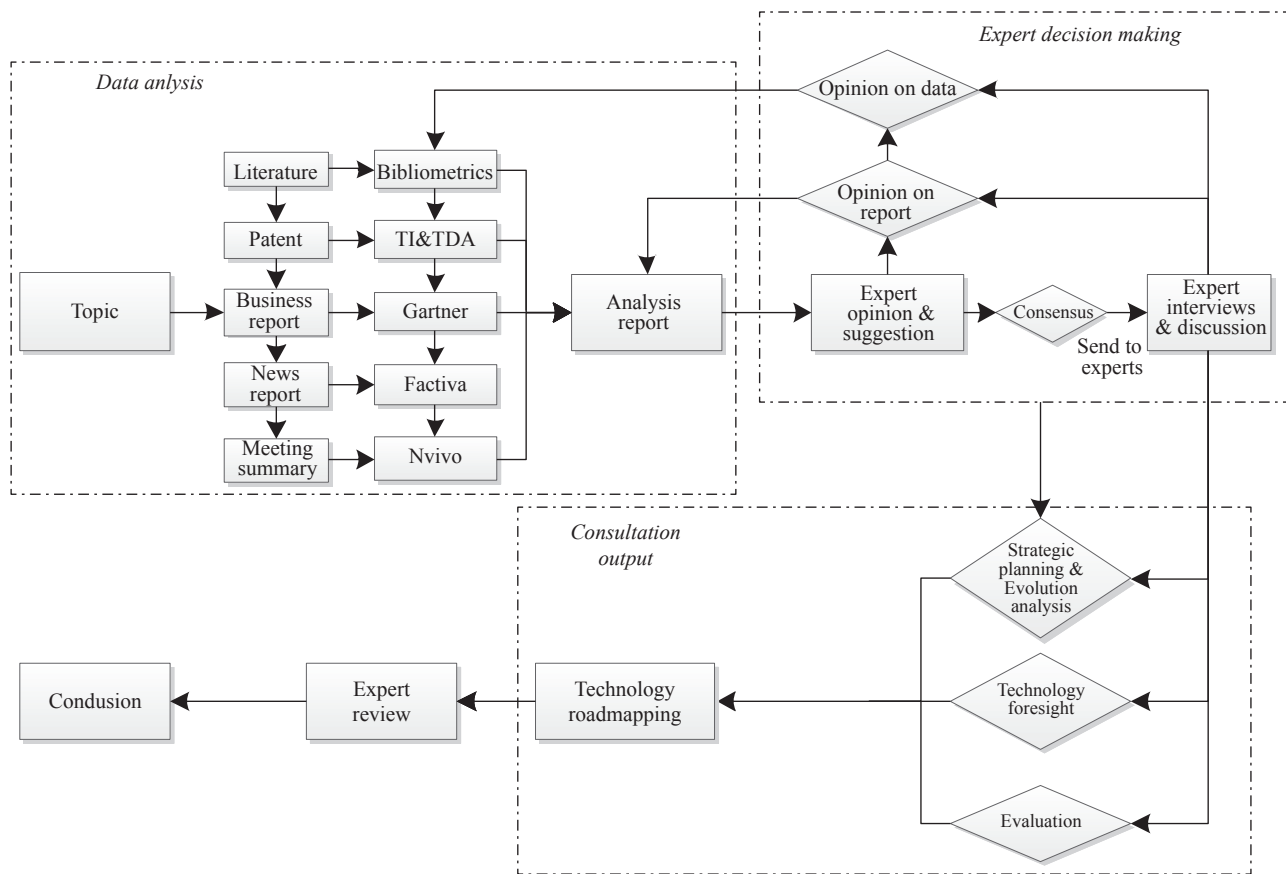 Expert decision making
Data anlysis
Opinion on data
Literature
Bibliometrics
Opinion on
report
Patent
TI&TDA
Topic
Business
report
Gartner
Analysis
report
Expert
opinion &
suggestion
Consensus
Expert
interviews
& discussion
Send to
experts
News
report
Factiva
Meeting
summary
Nvivo
Consultation
output
Strategic
planning &
Evolution
analysis
Condusion
Expert
review
Technology
roadmapping
Technology
foresight
Evaluation